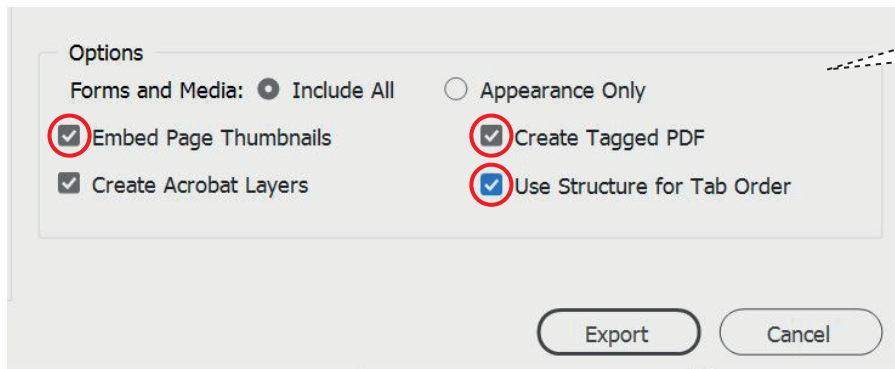 Options
Forms and Media: Include All Appearance Only
Embed Page Thumbnails Create Tagged PDF
Create Acrobat Layers Use Structure for Tab Order
Export Cancel